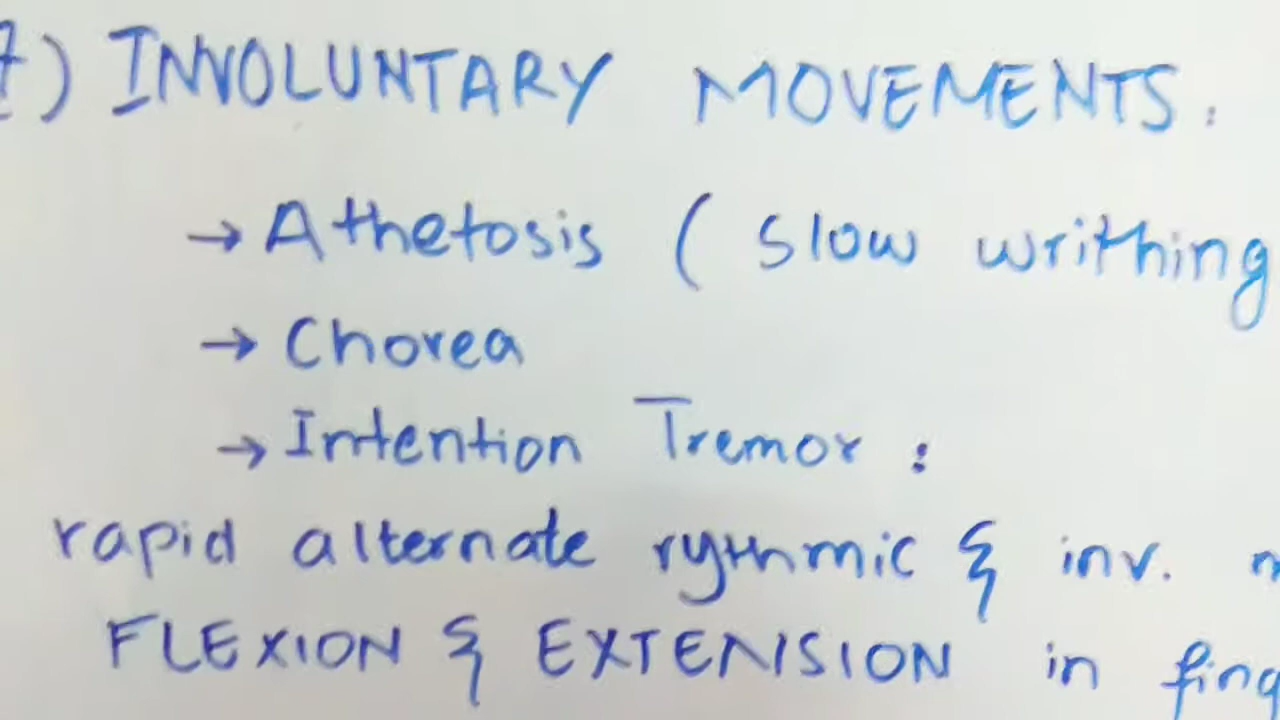 7) INVOLUNTARY MOVEMENTS.
→ Athetosis ( slow writhing
→ Chorea
→ Intention Tremor :
rapid alternate rythmic & inv.
FLEXION & EXTENSION in